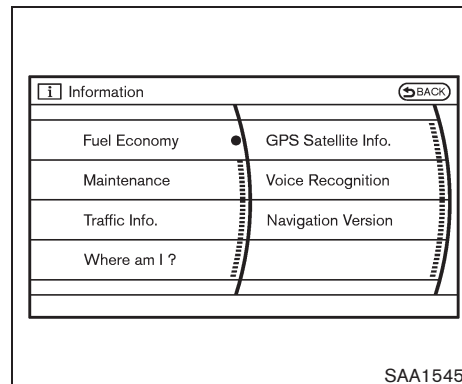 i Information
BACK
Fuel Economy
GPS Satellite Info.
Maintenance
Voice Recognition
Traffic Info.
Navigation Version
Where am I ?
SAA1545